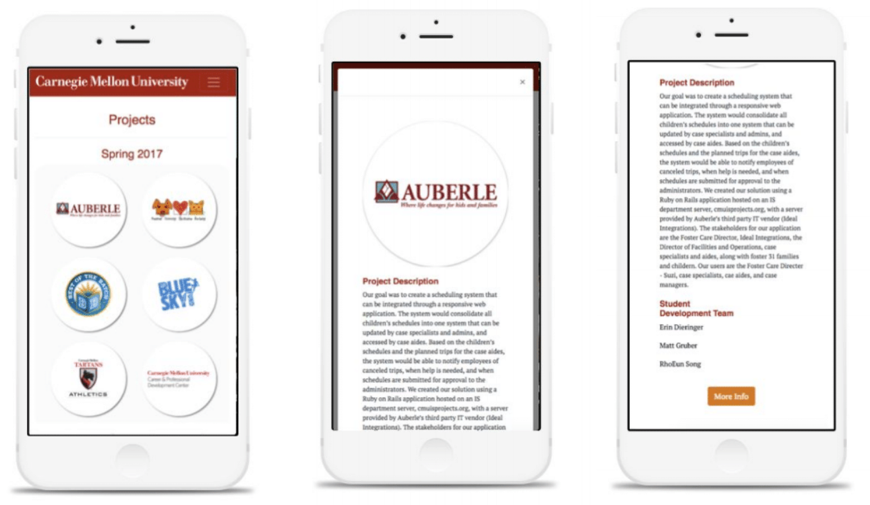 Carnegie Mellon University
Projects
Spring 2017
AUBERLE
BEST OF THE BATCH
BLUE
SKY
Carnegie Mellon
TARTANS
ATHLETICS
Carnegie Mellon University
Career & Professional
Development Center
×
AUBERLE
Where life changes for kids and families
Project Description
Our goal was to create a scheduling system that
can be integrated through a responsive web
application. The system would consolidate all
children's schedules into one system that can be
updated by case specialists and admins, and
accessed by case aides. Based on the children's
schedules and the planned trips for the case aides,
the system would be able to notify employees of
canceled trips, when help is needed, and when
schedules are submitted for approval to the
administrators. We created our solution using a
Ruby on Rails application hosted on an IS
department server, cmuisprojects.org, with a server
provided by Auberle's third party IT vendor (Ideal
Integrations). The stakeholders for our application
Project Description
Our goal was to create a scheduling system that
can be integrated through a responsive web
application. The system would consolidate all
children's schedules into one system that can be
updated by case specialists and admins, and
accessed by case aides. Based on the children's
schedules and the planned trips for the case aides,
the system would be able to notify employees of
canceled trips, when help is needed, and when
schedules are submitted for approval to the
administrators. We created our solution using a
Ruby on Rails application hosted on an IS
department server, cmuisprojects.org, with a server
provided by Auberle's third party IT vendor (Ideal
Integrations). The stakeholders for our application
are the Foster Care Director, Ideal Integrations, the
Director of Facilities and Operations, case
specialists and aides, along with foster 51 families
and childern. Our users are the Foster Care Directer
- Suzi, case specialists, cae aides, and case
managers.
Student
Development Team
Erin Dieringer
Matt Gruber
RhoEun Song
More Info